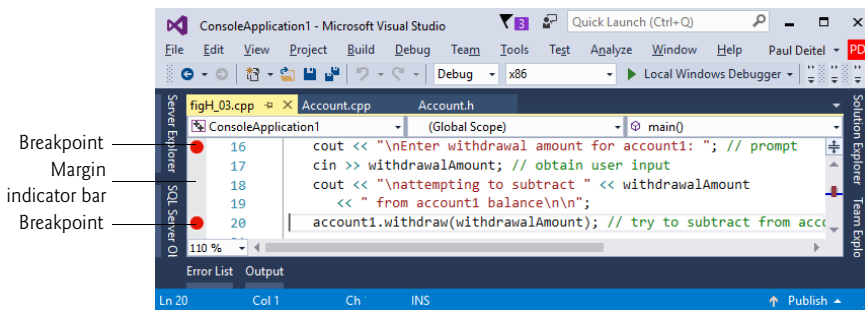 ConsoleApplication1 - Microsoft Visual Studio 3 Quick Launch (Ctrl+Q)
File Edit View Project Build Debug Team Tools Test Analyze Window Help Paul Deitel PD
Debug x86 Local Windows Debugger
Server Explorer
SQL Server Ob
figH_03.cpp Account.cpp Account.h
ConsoleApplication1 (Global Scope) main()
Breakpoint
Margin
indicator bar
Breakpoint
16 cout << "\nEnter withdrawal amount for account1: "; // prompt
17 cin >> withdrawalAmount; // obtain user input
18 cout << "\nattempting to subtract " << withdrawalAmount
19 << " from account1 balance\n\n";
20 account1.withdraw(withdrawalAmount); // try to subtract from acco
110 %
Solution Explorer
Team Explo
Error List Output
Ln 20 Col 1 Ch INS Publish